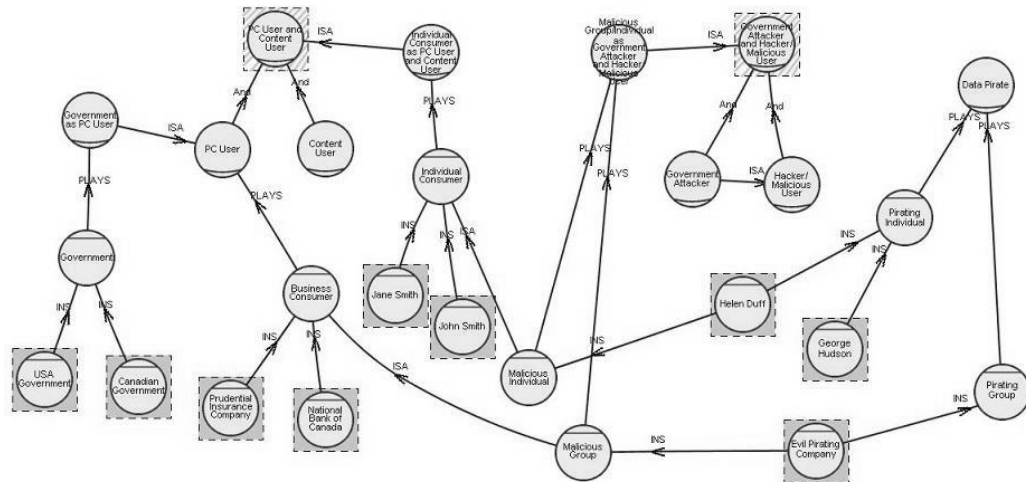 PC User and
Content
User
ISA
Individual
Consumer
as PC User
and Content
User
Malicious
Group/Individual
as
Government
Attacker
and Hacker/
Malicious
User
ISA
Government
Attacker
and Hacker/
Malicious User
Data Pirate
Government
as PC User
ISA
PC User
And
And
Content
User
PLAYS
Individual
Consumer
PLAYS
PLAYS
And
And
Government
Attacker
ISA
Hacker/
Malicious
User
PLAYS
PLAYS
PLAYS
PLAYS
Government
Business
Consumer
INS
INS
ISA
Jane Smith
John Smith
Pirating
Individual
INS
INS
Helen Duff
George
Hudson
INS
INS
USA
Government
Canadian
Government
INS
INS
Prudential
Insurance
Company
National
Bank of
Canada
ISA
Malicious
Individual
INS
Pirating
Group
Malicious
Group
INS
Evil Pirating
Company
INS